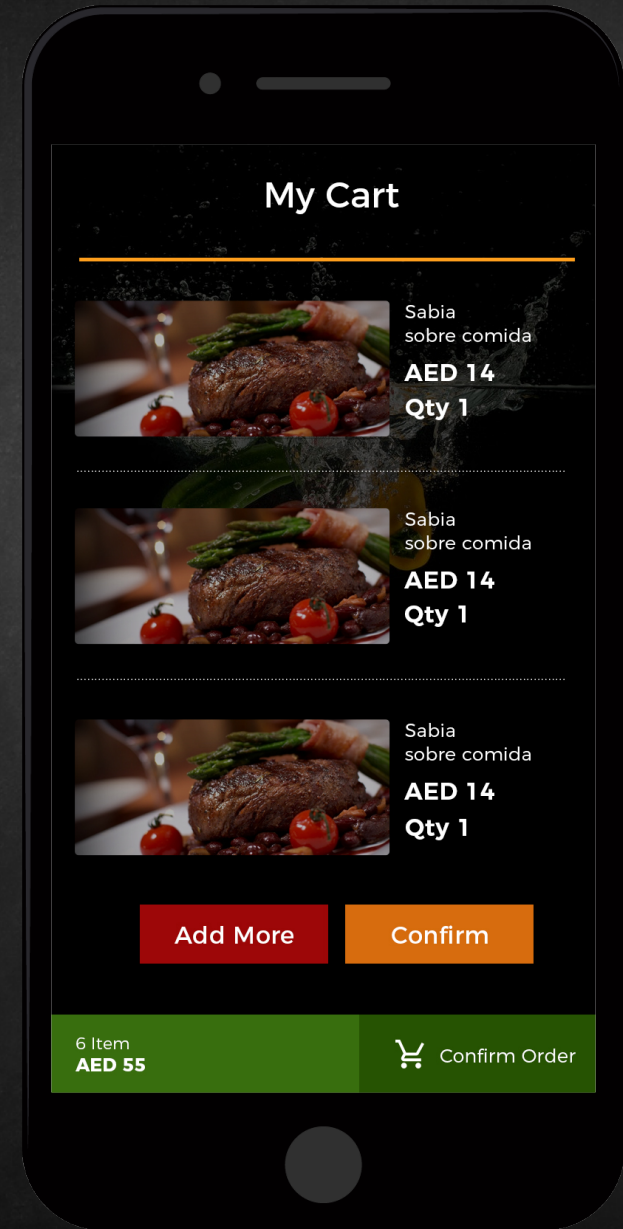 My Cart
Sabia
sobre comida
AED 14
Qty 1
Sabia
sobre comida
AED 14
Qty 1
Sabia
sobre comida
AED 14
Qty 1
Add More
Confirm
6 Item
AED 55
Confirm Order